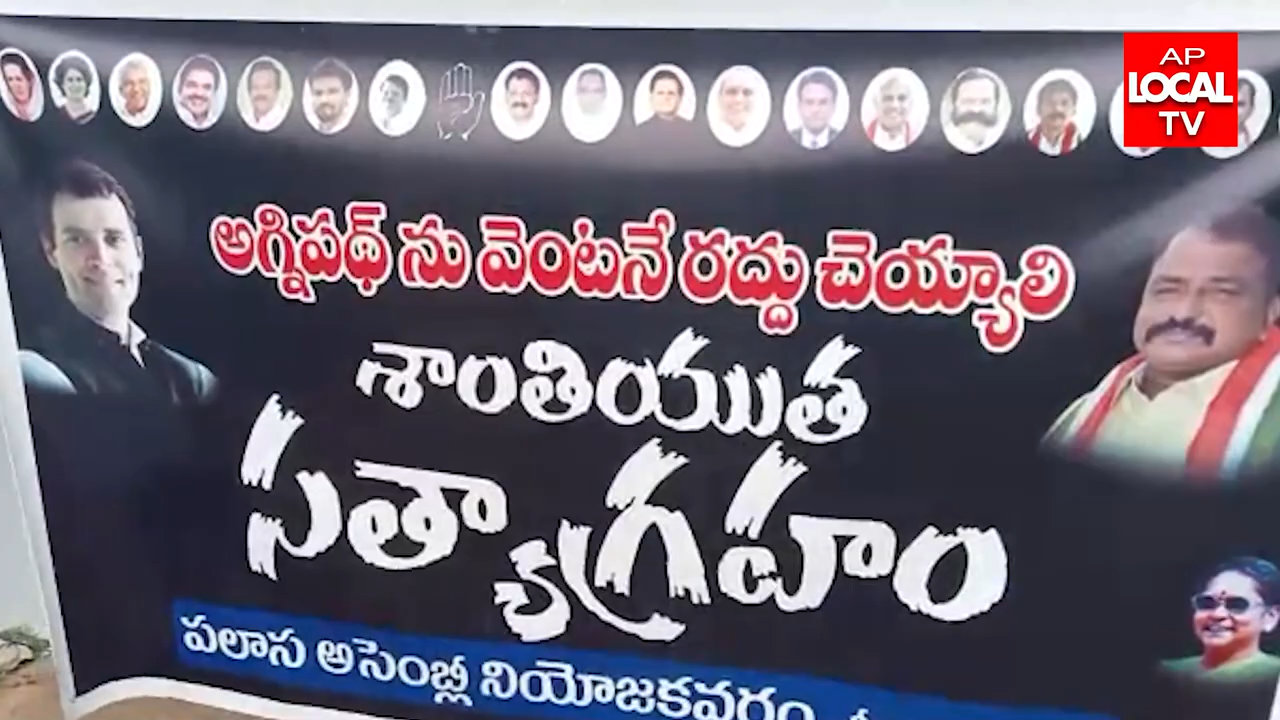 AP
LOCAL
TV
అగ్నిపథ్ ను వెంటనే రద్దు చెయ్యాలి
శాంతియుత
సత్యాగ్రహం
పలాస అసెంబ్లీ నియోజకవర్గం